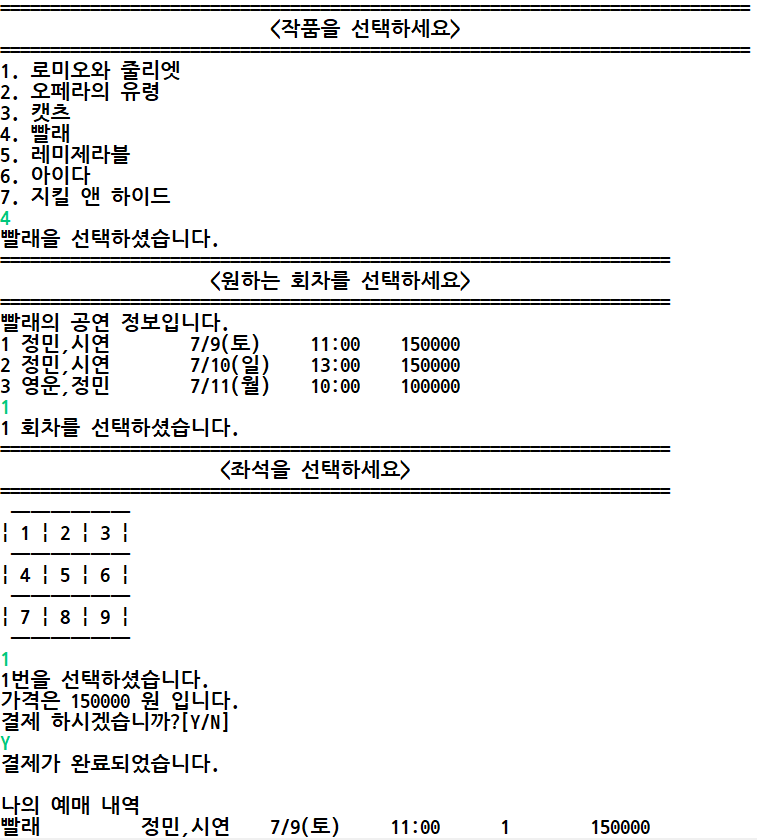 <작품을 선택하세요>
1. 로미오와 줄리엣
2. 오페라의 유령
3. 캣츠
4. 빨래
5. 레미제라블
6. 아이다
7. 지킬 앤 하이드
4
빨래을 선택하셨습니다.
<원하는 회차를 선택하세요>
빨래의 공연 정보입니다.
1 정민,시연 7/9(토) 11:00 150000
2 정민,시연 7/10(일) 13:00 150000
3 영운,정민 7/11(월) 10:00 100000
1
1 회차를 선택하셨습니다.
<좌석을 선택하세요>
¦ 1 ¦ 2 ¦ 3 ¦
¦ 4 ¦ 5 ¦ 6 ¦
¦ 7 ¦ 8 ¦ 9 ¦
1
1번을 선택하셨습니다.
가격은 150000 원 입니다.
결제 하시겠습니까?[Y/N]
Y
결제가 완료되었습니다.
나의 예매 내역
빨래 정민,시연 7/9(토) 11:00 1 150000